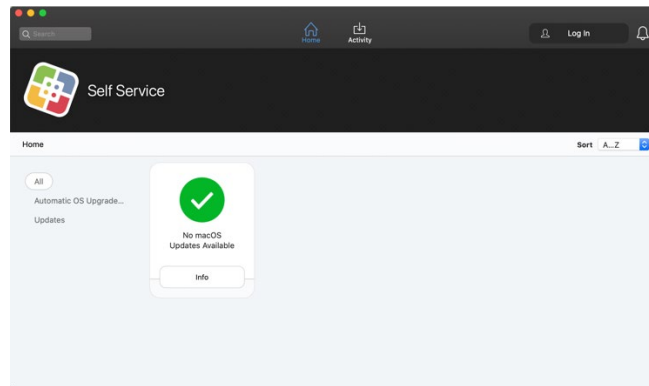 Search
Home
Activity
Log In
Self Service
Home
Sort A...Z
All
Automatic OS Upgrade...
Updates
No macOS
Updates Available
Info